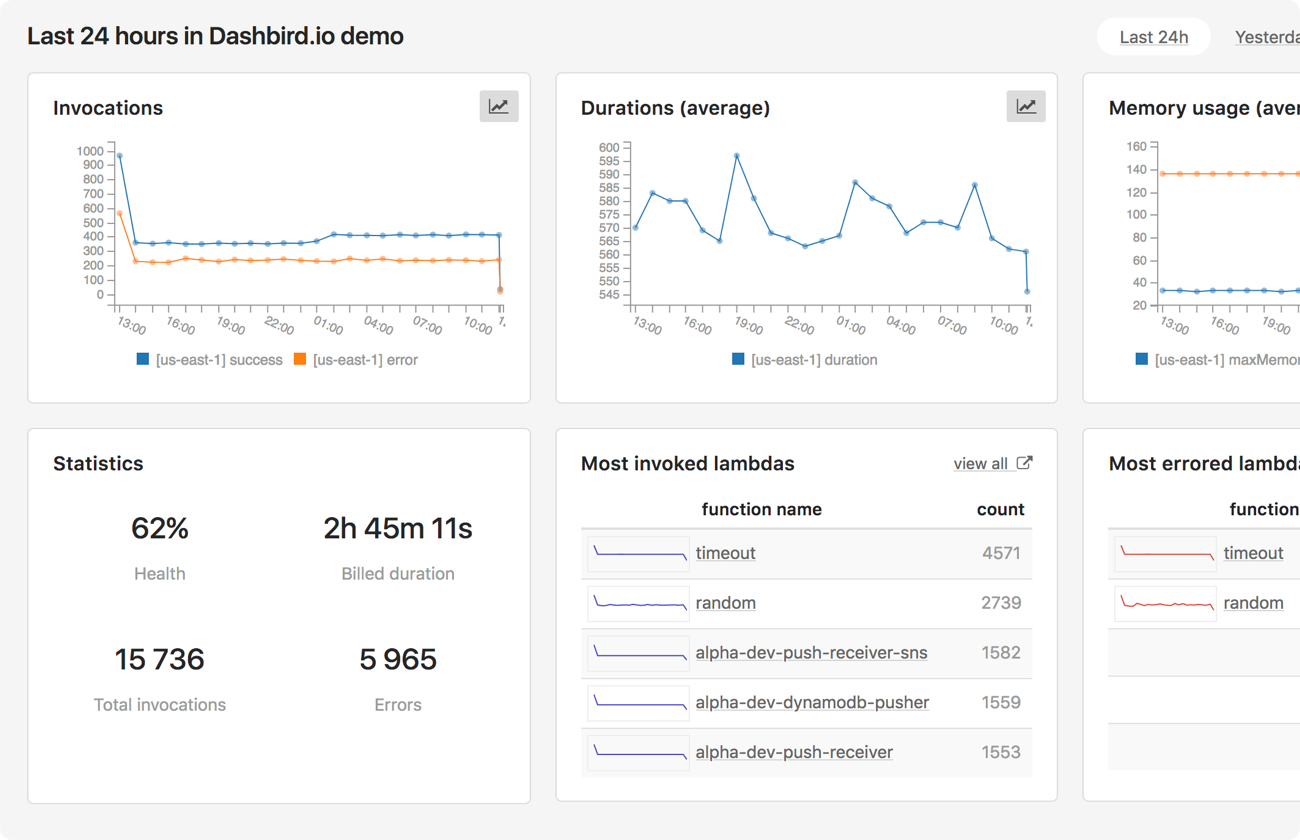 Last 24 hours in Dashbird.io demo
Last 24h
Yesterda
Invocations
1000
900
800
700
600
500
400
300
200
100
0
13:00 16:00 19:00 22:00 01:00 04:00 07:00 10:00 1.
[us-east-1] success [us-east-1] error
Durations (average)
600
595
590
585
580
575
570
565
560
555
550
545
13:00 16:00 19:00 22:00 01:00 04:00 07:00 10:00 1.
[us-east-1] duration
Memory usage (aver
160
140
120
100
80
60
40
20
13:00 16:00 19:00
[us-east-1] maxMemor
Statistics
62%
Health
2h 45m 11s
Billed duration
15 736
Total invocations
5 965
Errors
Most invoked lambdas
view all
function name count
timeout 4571
random 2739
alpha-dev-push-receiver-sns 1582
alpha-dev-dynamodb-pusher 1559
alpha-dev-push-receiver 1553
Most errored lambda
function
timeout
random